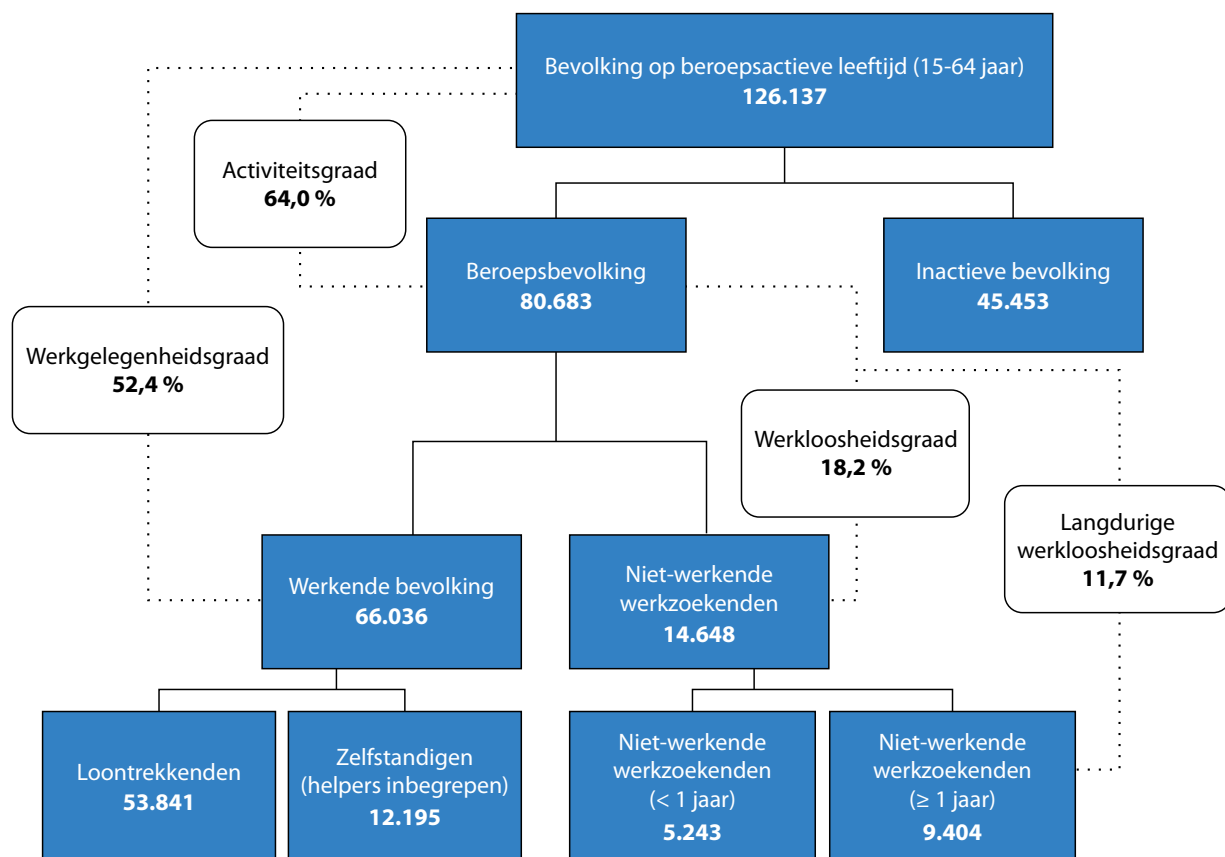 Bevolking op beroepsactieve leeftijd (15-64 jaar)
126.137
Activiteitsgraad
64,0 %
Beroepsbevolking
80.683
Inactieve bevolking
45.453
Werkgelegenheidsgraad
52,4 %
Werkloosheidsgraad
18,2 %
Langdurige
werkloosheidsgraad
11,7 %
Werkende bevolking
66.036
Niet-werkende
werkzoekenden
14.648
Loontrekkenden
53.841
Zelfstandigen
(helpers inbegrepen)
12.195
Niet-werkende
werkzoekenden
(< 1 jaar)
5.243
Niet-werkende
werkzoekenden
(≥ 1 jaar)
9.404